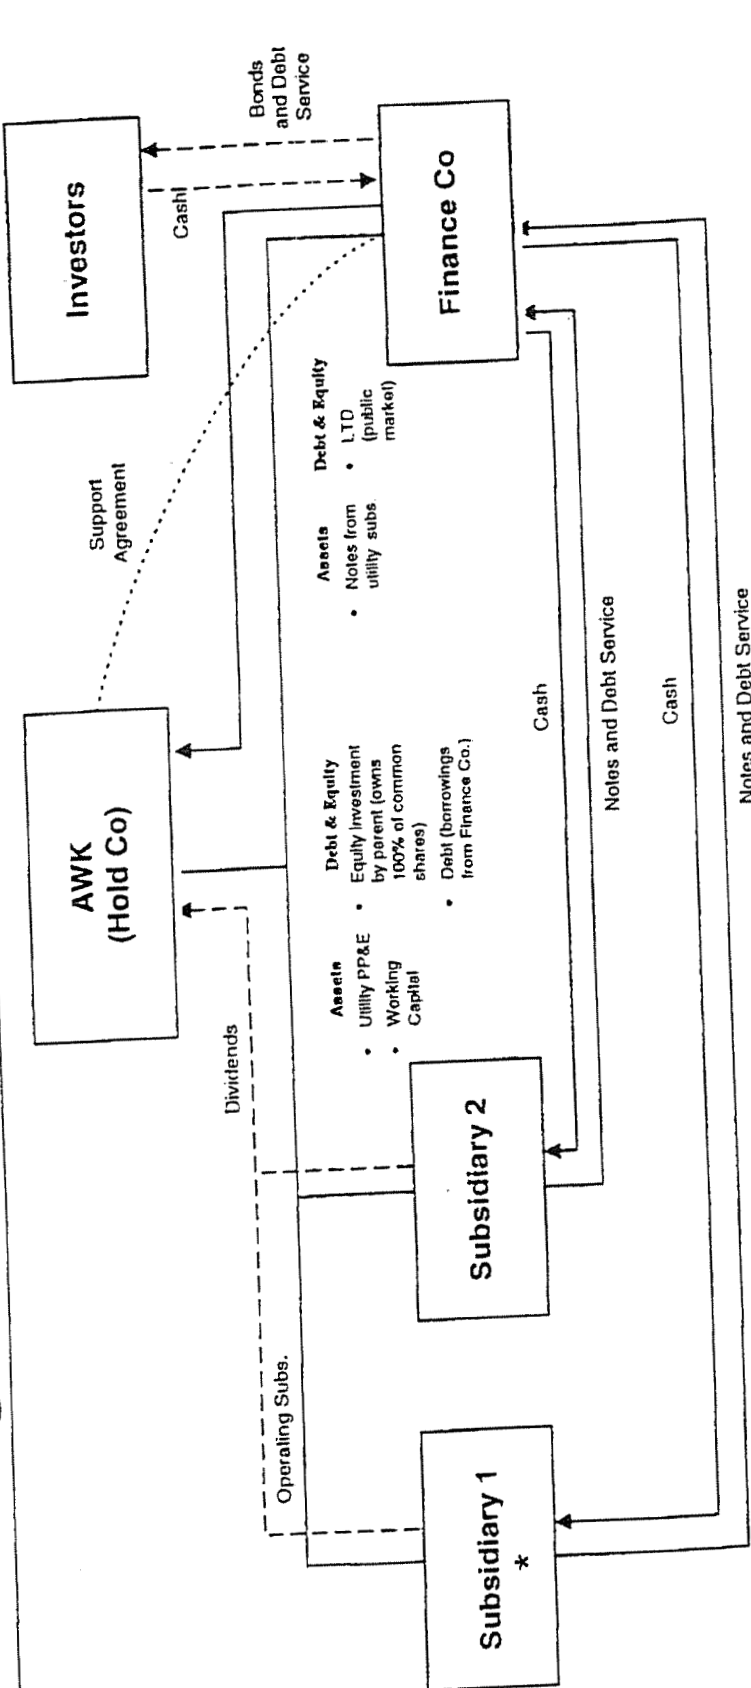 AWK
(Hold Co)
Investors
Support
Agreement
Dividends
Operating Subs.
Cash
Bonds
and Debt
Service
Assets
• Utility PP&E
• Working
Capital
Debt & Equity
• Equity Investment
by parent (owns
100% of common
shares)
• Debt (borrowings
from Finance Co.)
Assets
• Notes from
utility subs.
Debt & Equity
• LTD
(public
market)
Subsidiary 1
*
Subsidiary 2
Finance Co
Cash
Notes and Debt Service
Cash
Notes and Debt Service